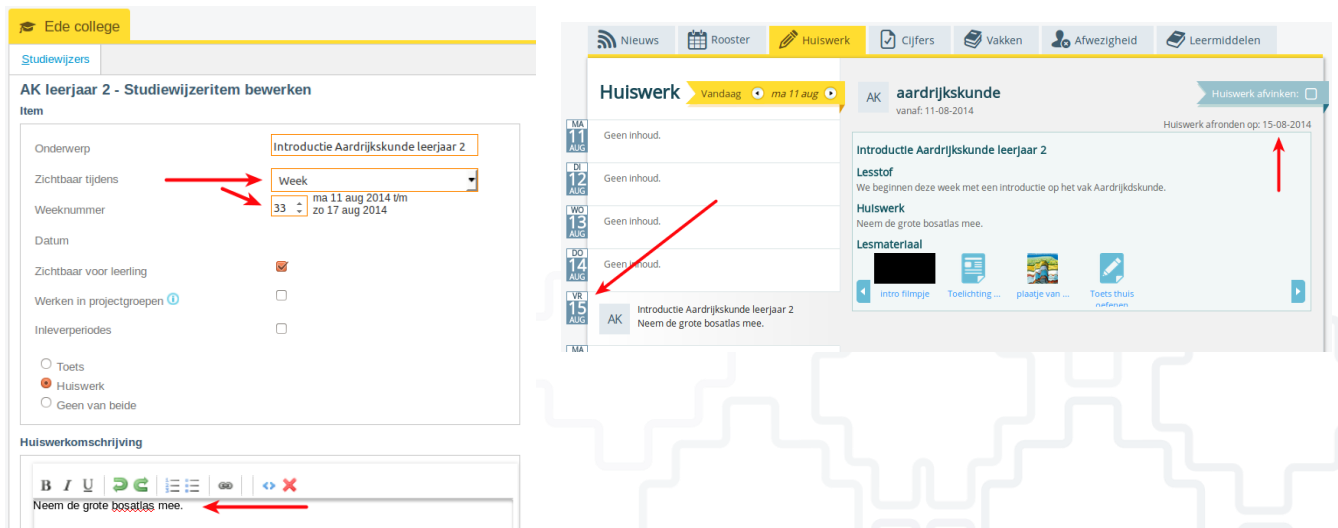 Ede college
Studiewijzers
AK leerjaar 2 - Studiewijzeritem bewerken
Item
Onderwerp
Introductie Aardrijkskunde leerjaar 2
Zichtbaar tijdens
Week
Weeknummer
33
ma 11 aug 2014 t/m
zo 17 aug 2014
Datum
Zichtbaar voor leerling
Werken in projectgroepen
Inleverperiodes
Toets
Huiswerk
Geen van beide
Huiswerkomschrijving
B I U
Neem de grote bosatlas mee.
Nieuws
Rooster
Huiswerk
Cijfers
Vakken
Afwezigheid
Leermiddelen
Huiswerk
Vandaag
ma 11 aug
MA
11
AUG
Geen inhoud.
DI
12
AUG
Geen inhoud.
WO
13
AUG
Geen inhoud.
DO
14
AUG
Geen inhoud.
VR
15
AUG
AK
Introductie Aardrijkskunde leerjaar 2
Neem de grote bosatlas mee.
MA
AK
aardrijkskunde
vanaf: 11-08-2014
Huiswerk afvinken:
Huiswerk afronden op: 15-08-2014
Introductie Aardrijkskunde leerjaar 2
Lesstof
We beginnen deze week met een introductie op het vak Aardrijkdskunde.
Huiswerk
Neem de grote bosatlas mee.
Lesmateriaal
intro filmpje
Toelichting ...
plaatje van ...
Toets thuis
oefenen